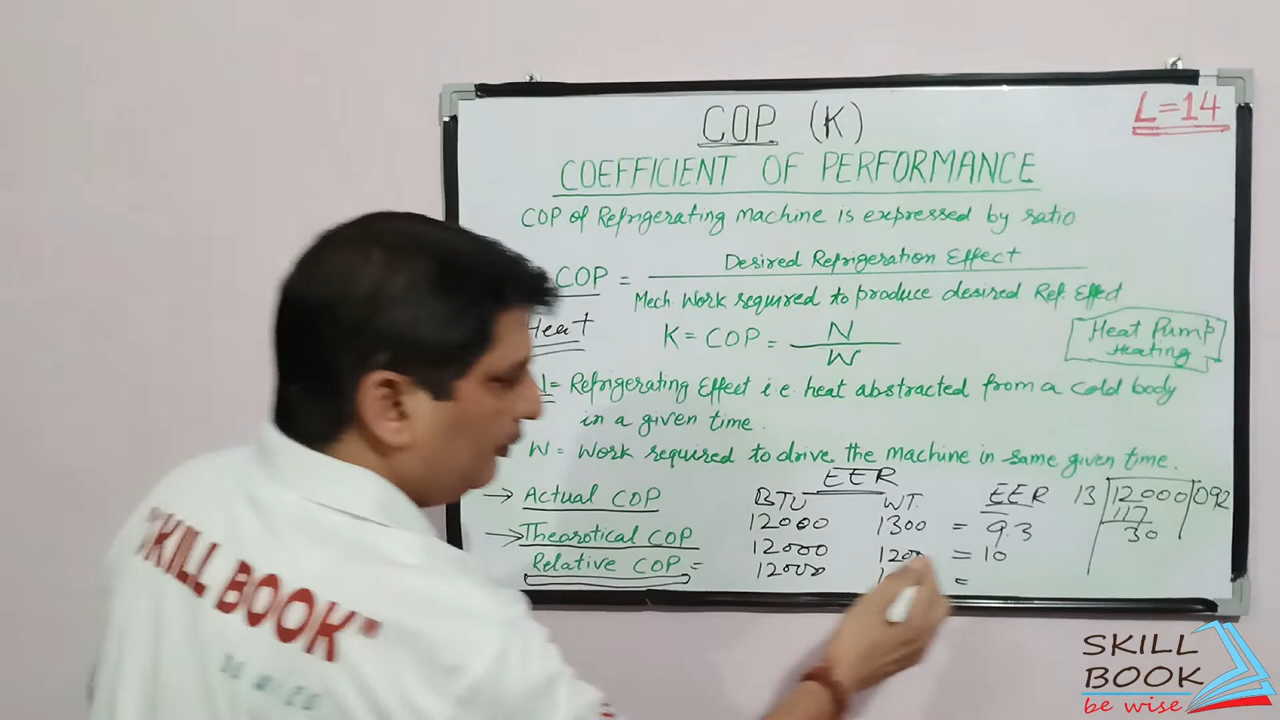 COP (K)
L=14
COEFFICIENT OF PERFORMANCE
COP of Refrigerating machine is expressed by ratio
COP = Desired Refrigeration Effect
Mech. Work required to produce desired Ref. Effect
Heat
K = COP = N
W
Heat Pump
Heating
= Refrigerating Effect i.e. heat abstracted from a cold body
in a given time.
W = Work required to drive the machine in same given time.
EER
→ Actual COP
BTU WT. EER
12000 1300 = 9.3
→ Thearotical COP
12000 1200 = 10
Relative COP =
12000 =
13 12000 092
117
30
"SKILL BOOK"
SKILL
BOOK
be wise